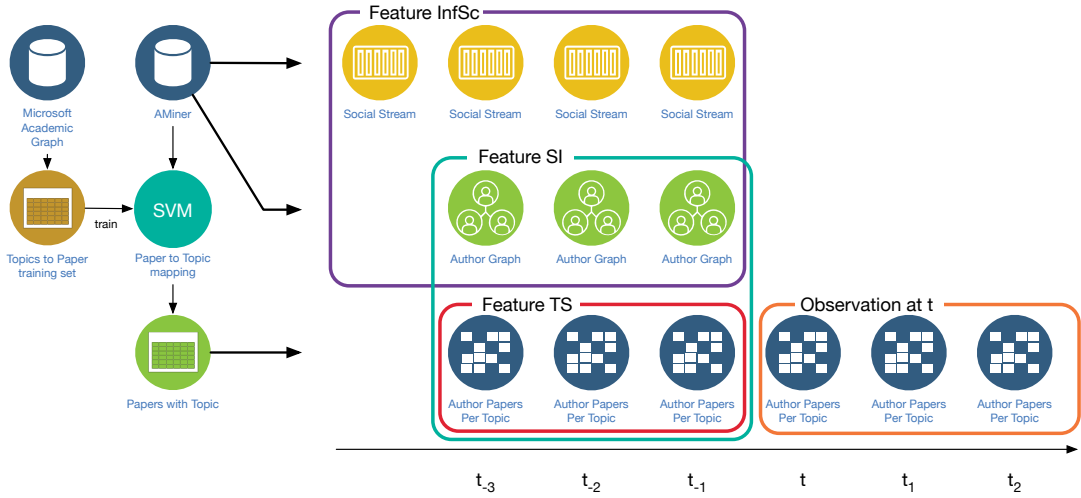 Feature InfSc
Microsoft
Academic
Graph
AMiner
Social Stream
Social Stream
Social Stream
Social Stream
Feature SI
train
SVM
Topics to Paper
training set
Paper to Topic
mapping
Author Graph
Author Graph
Author Graph
Feature TS
Observation at t
Papers with Topic
Author Papers
Per Topic
Author Papers
Per Topic
Author Papers
Per Topic
Author Papers
Per Topic
Author Papers
Per Topic
Author Papers
Per Topic
t-3
t-2
t-1
t
t1
t2